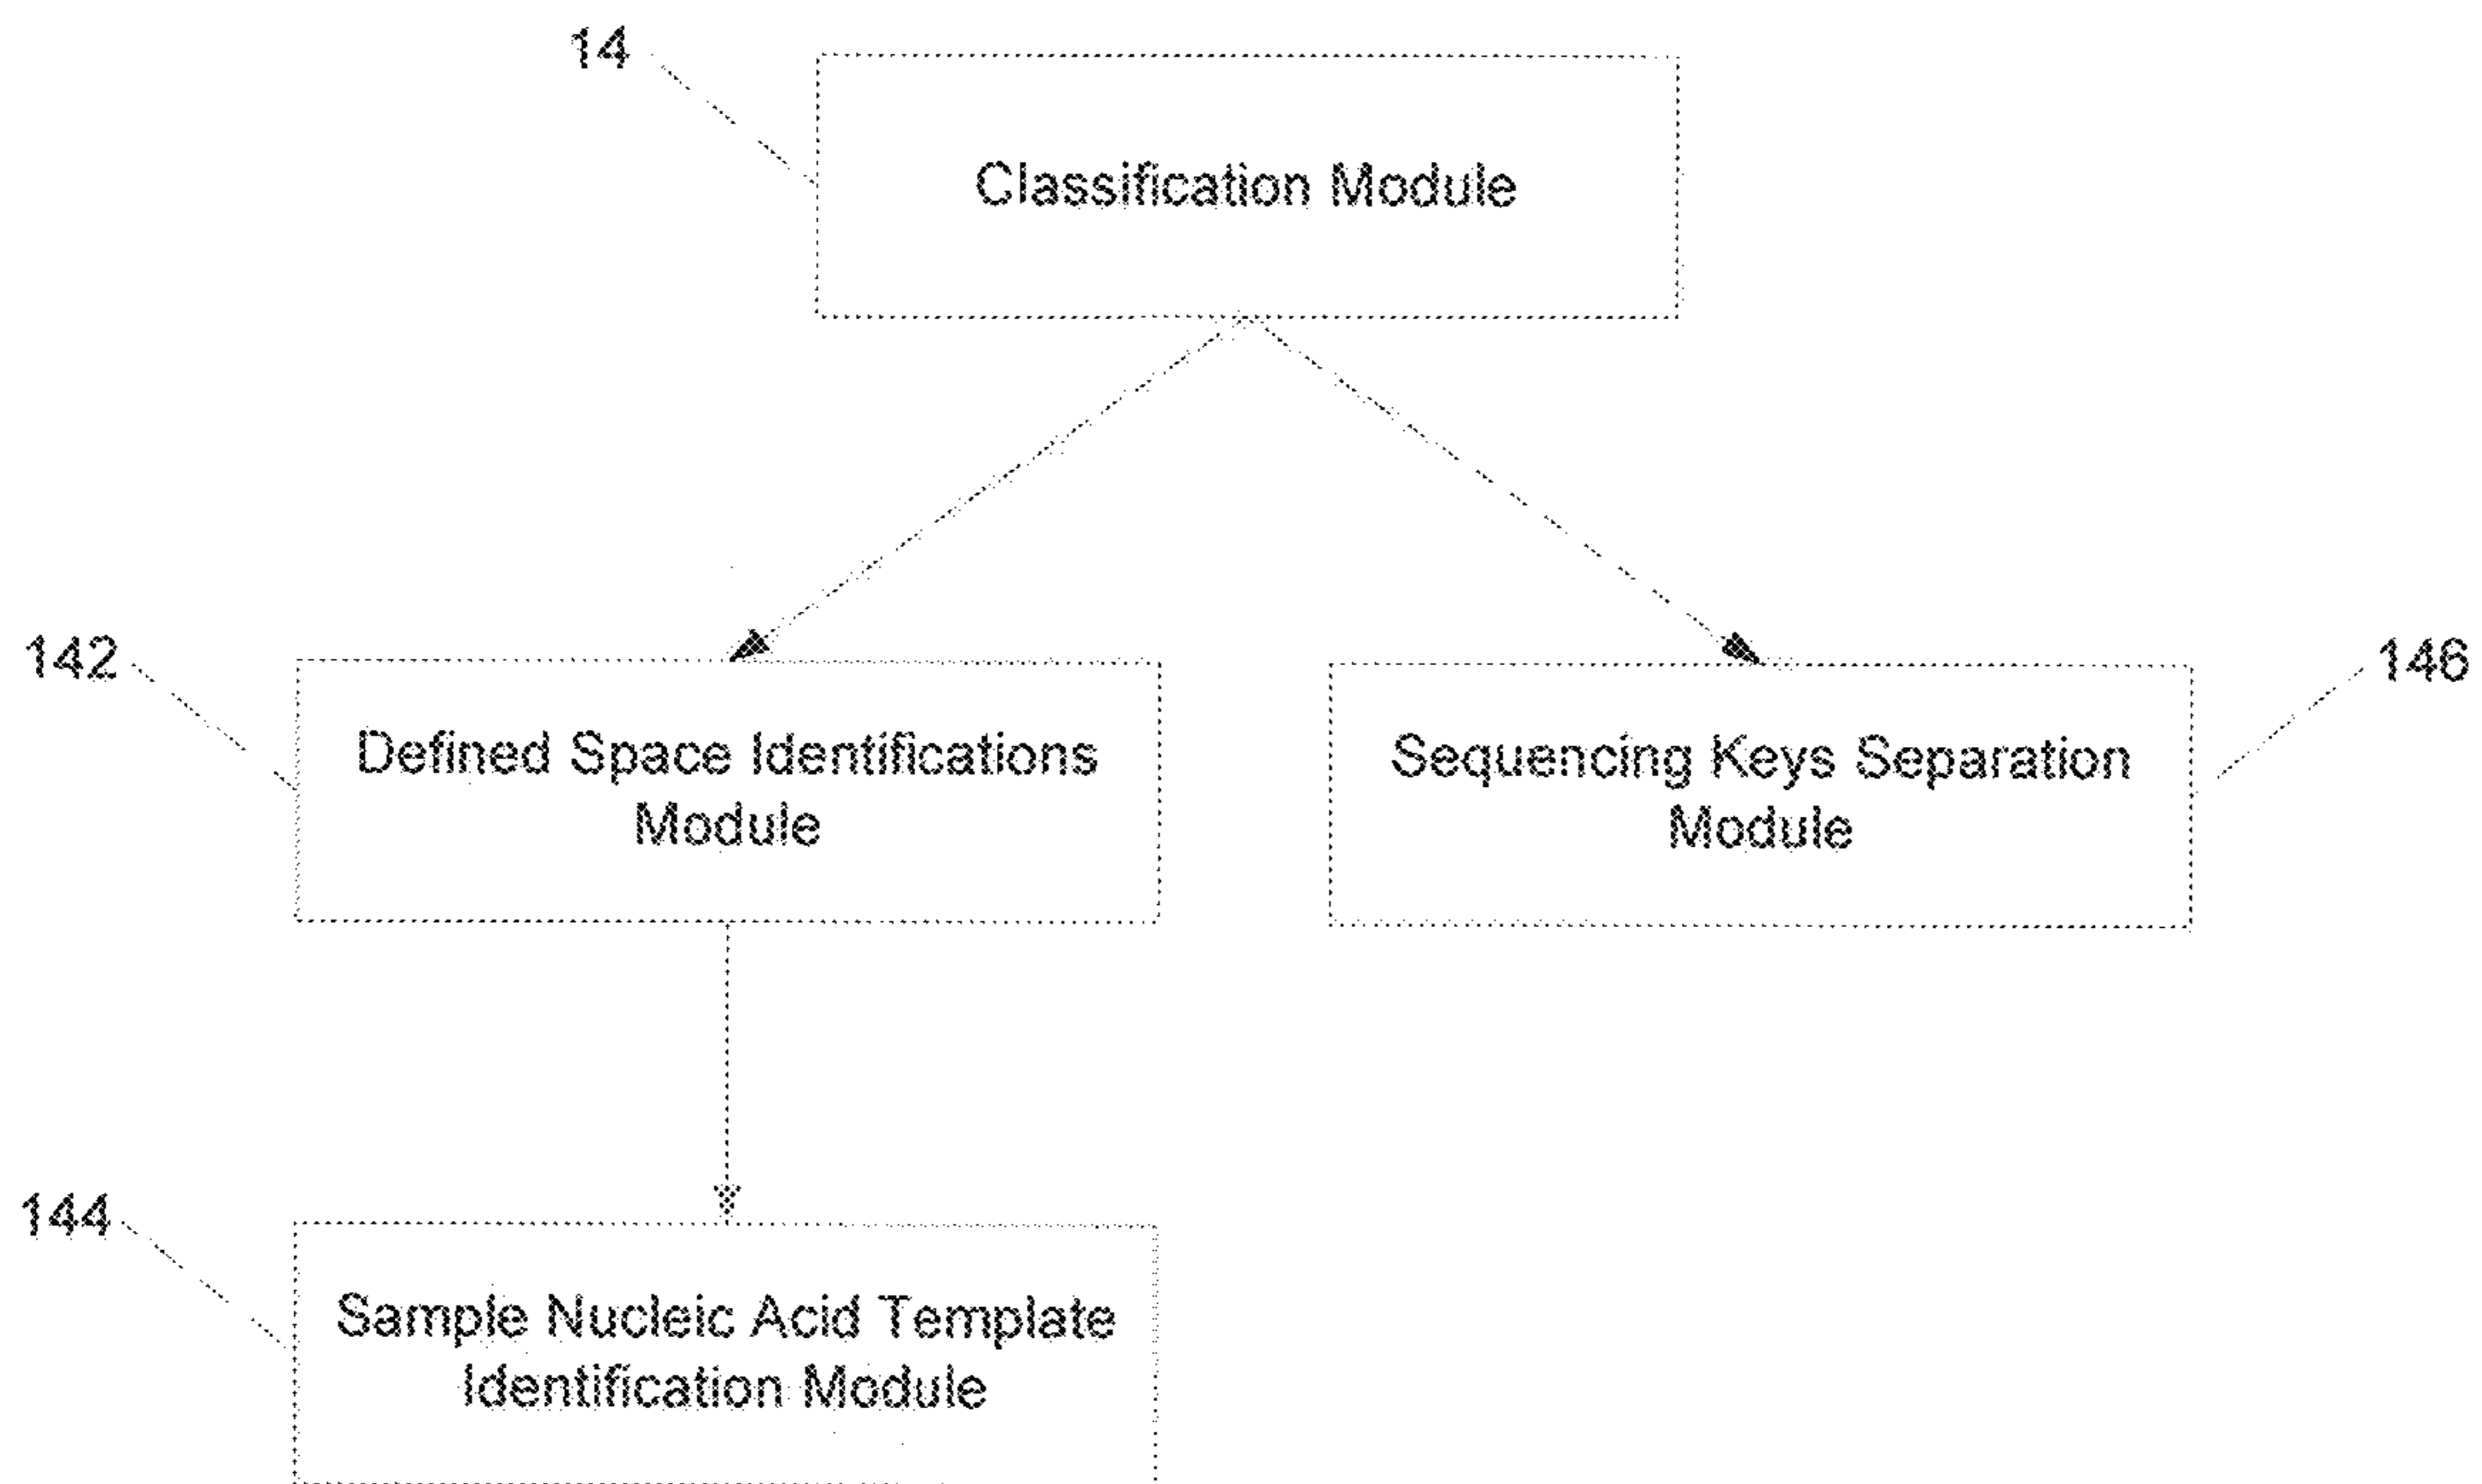 14
Classification Module
142
146
Defined Space Identifications
Module
Sequencing Keys Separation
Module
144
Sample Nucleic Acid Template
Identification Module